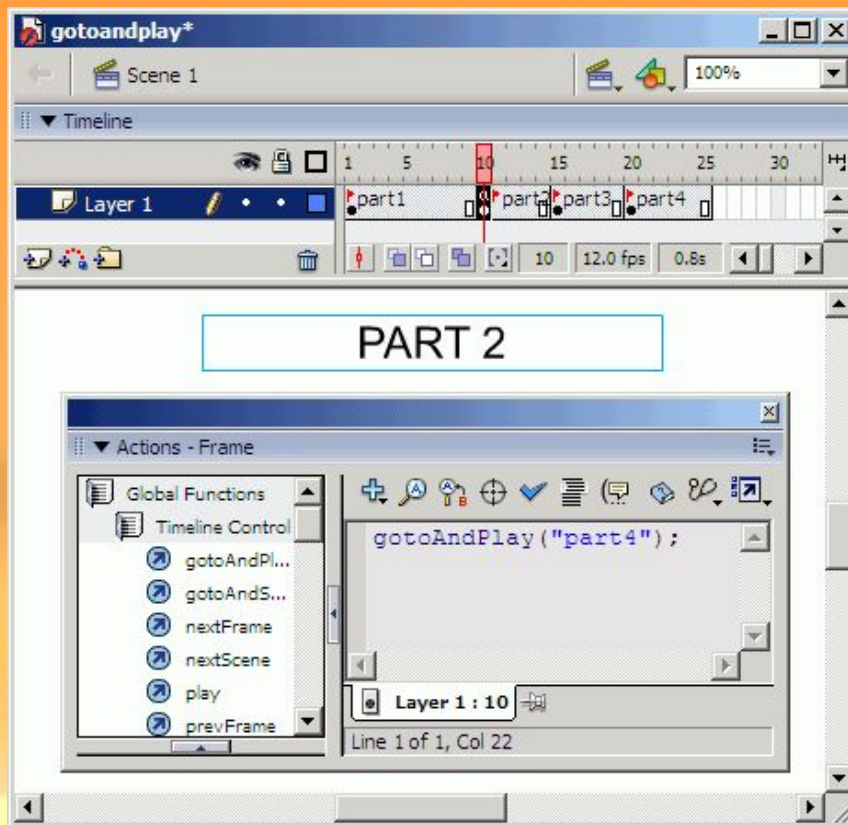 gotoandplay*
Scene 1
100%
Timeline
1 5 10 15 20 25 30
Layer 1
part1 part2 part3 part4
10 12.0 fps 0.8s
PART 2
Actions - Frame
Global Functions
Timeline Control
gotoAndPl...
gotoAndS...
nextFrame
nextScene
play
prevFrame
gotoAndPlay("part4");
Layer 1 : 10
Line 1 of 1, Col 22